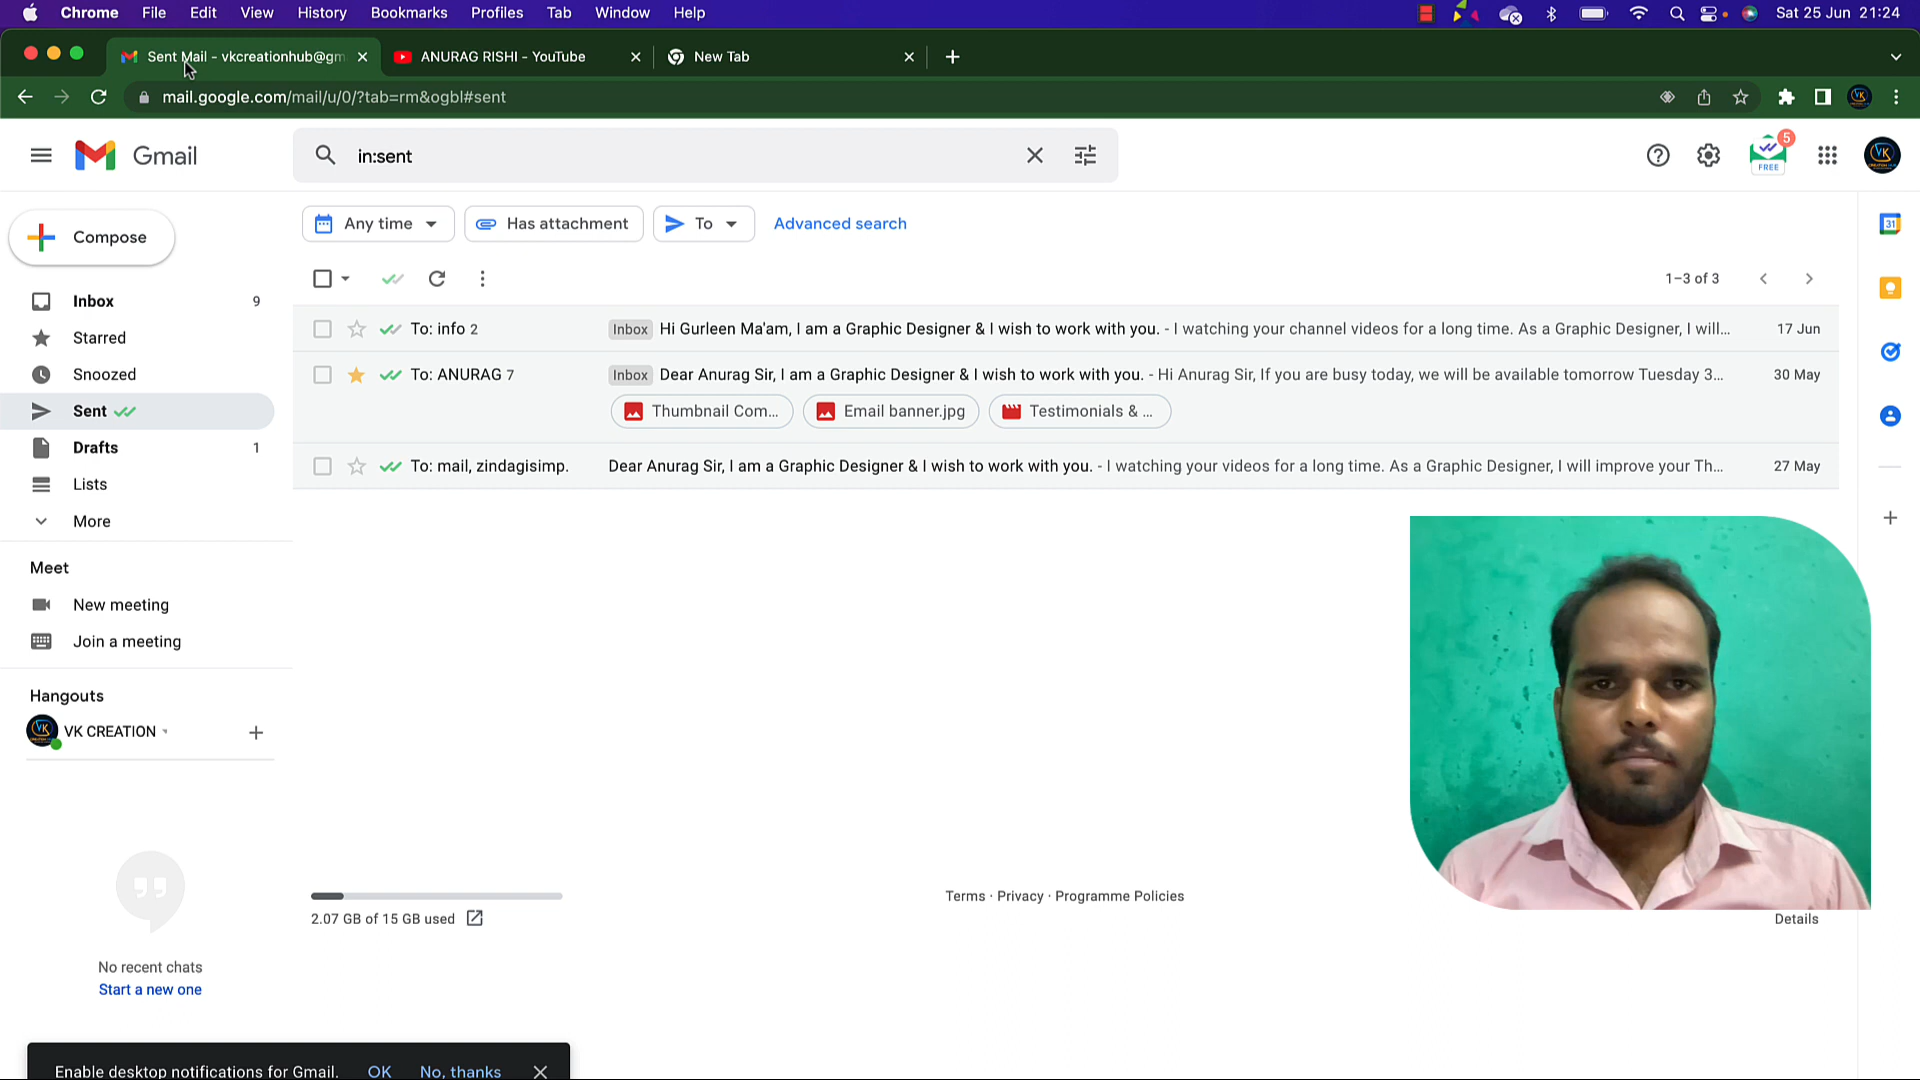 Chrome File Edit View History Bookmarks Profiles Tab Window Help Sat 25 Jun 21:24
Sent Mail - vkcreationhub@gm ANURAG RISHI - YouTube New Tab
mail.google.com/mail/u/0/?tab=rm&ogbl#sent
Gmail in:sent 5 FREE VK
Any time Has attachment To Advanced search 31
Compose
1–3 of 3
Inbox 9
To: info 2 Inbox Hi Gurleen Ma'am, I am a Graphic Designer & I wish to work with you. - I watching your channel videos for a long time. As a Graphic Designer, I will... 17 Jun
Starred
Snoozed
To: ANURAG 7 Inbox Dear Anurag Sir, I am a Graphic Designer & I wish to work with you. - Hi Anurag Sir, If you are busy today, we will be available tomorrow Tuesday 3... 30 May
Sent
Thumbnail Com... Email banner.jpg Testimonials & ...
Drafts 1
To: mail, zindagisimp. Dear Anurag Sir, I am a Graphic Designer & I wish to work with you. - I watching your videos for a long time. As a Graphic Designer, I will improve your Th... 27 May
Lists
More
Meet
New meeting
Join a meeting
Hangouts
VK VK CREATION
2.07 GB of 15 GB used
Terms · Privacy · Programme Policies
Details
No recent chats
Start a new one
Enable desktop notifications for Gmail. OK No, thanks